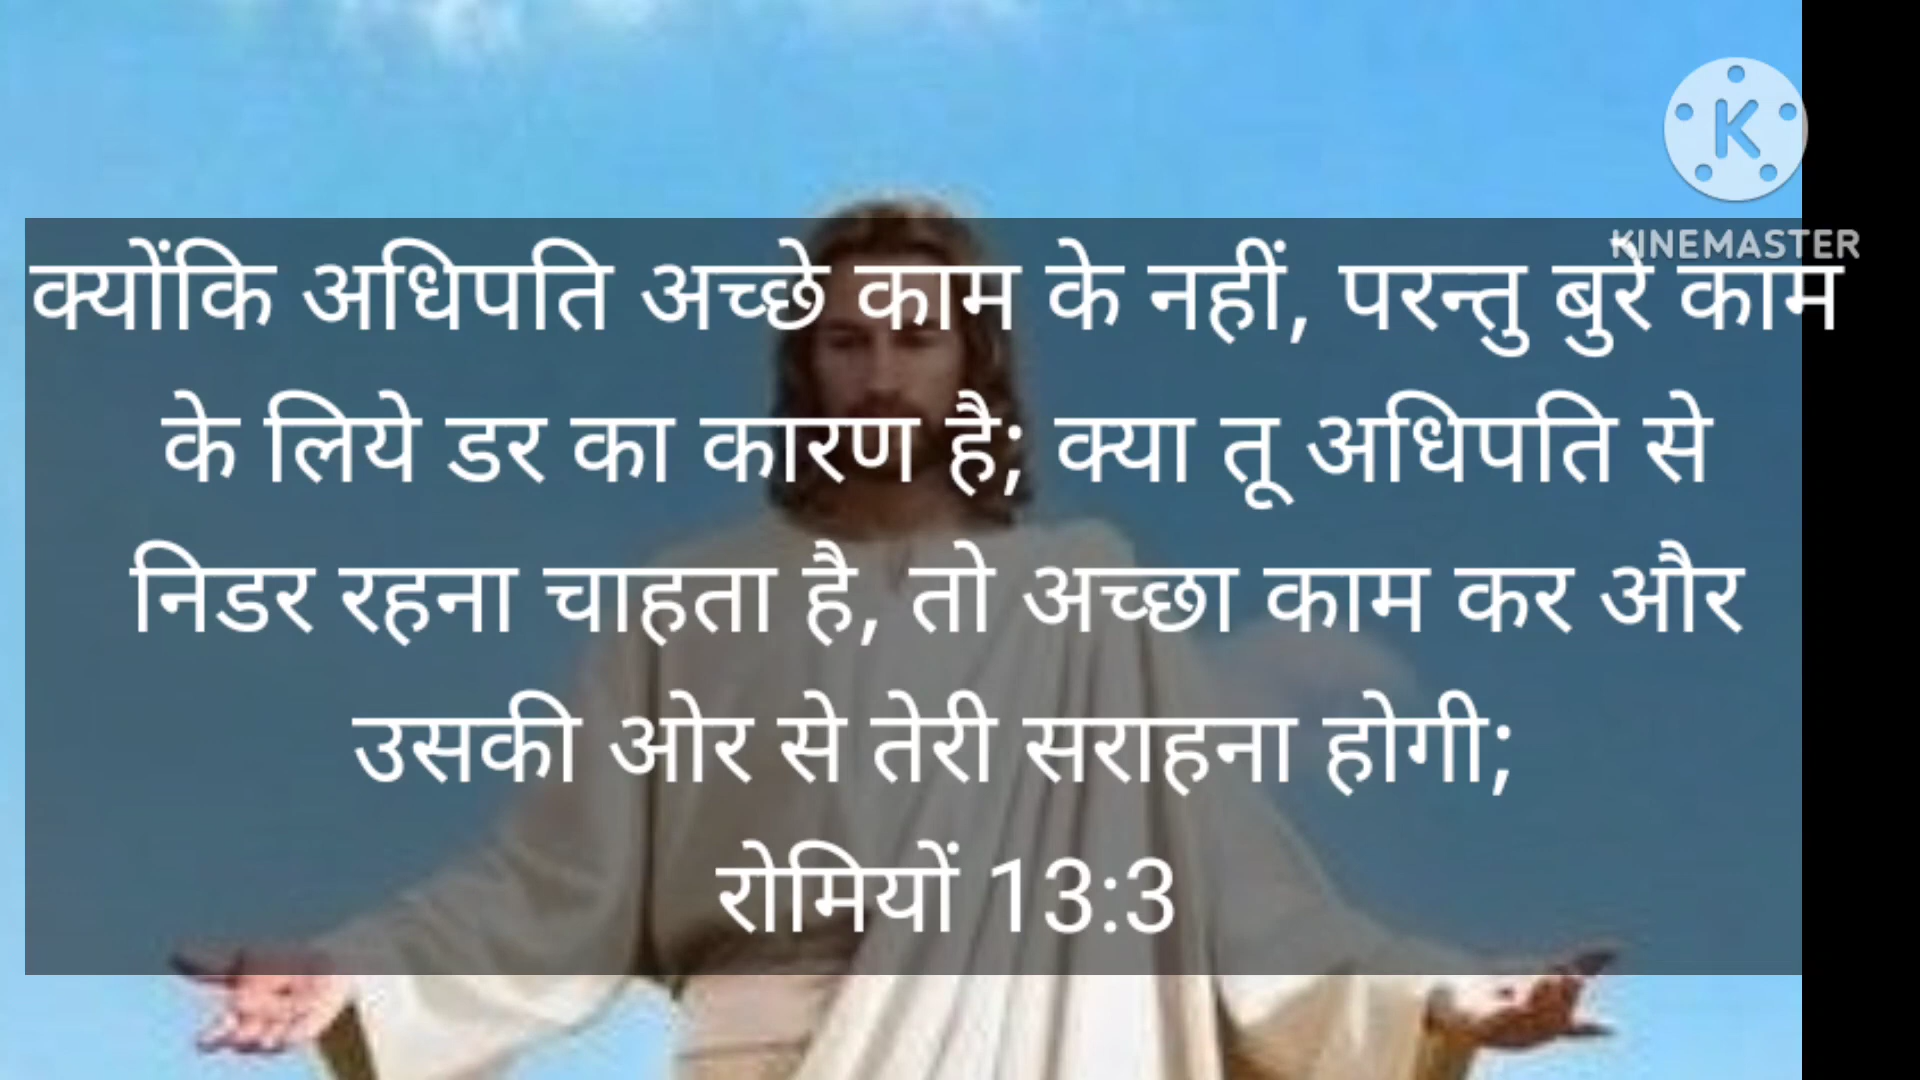 K
KINEMASTER
क्योंकि अधिपति अच्छे काम के नहीं, परन्तु बुरे काम
के लिये डर का कारण है; क्या तू अधिपति से
निडर रहना चाहता है, तो अच्छा काम कर और
उसकी ओर से तेरी सराहना होगी;
रोमियों 13:3